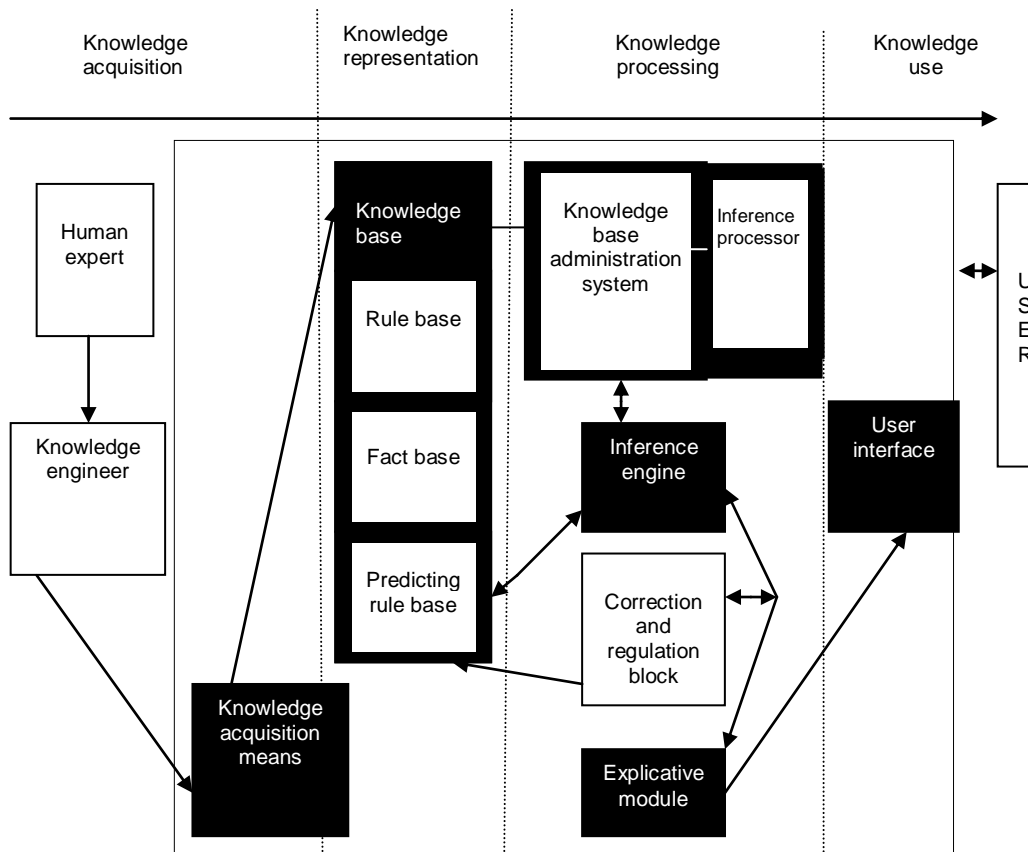 Knowledge
acquisition
Knowledge
representation
Knowledge
processing
Knowledge
use
Human
expert
Knowledge
engineer
Knowledge
acquisition
means
Knowledge
base
Rule base
Fact base
Predicting
rule base
Knowledge
base
administration
system
Inference
processor
Inference
engine
Correction
and
regulation
block
Explicative
module
User
interface
U
S
E
R